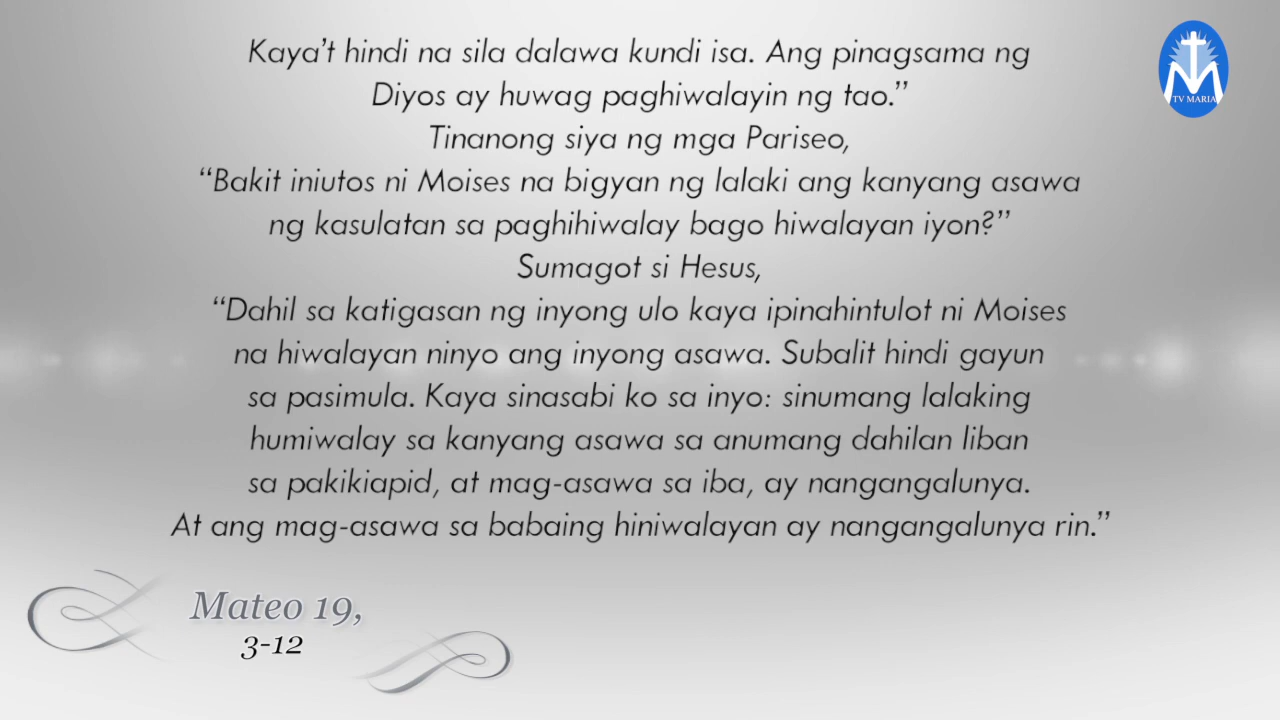 Kaya’t hindi na sila dalawa kundi isa. Ang pinagsama ng
Diyos ay huwag paghiwalayin ng tao.”
Tinanong siya ng mga Pariseo,
“Bakit iniutos ni Moises na bigyan ng lalaki ang kanyang asawa
ng kasulatan sa paghihiwalay bago hiwalayan iyon?”
Sumagot si Hesus,
“Dahil sa katigasan ng inyong ulo kaya ipinahintulot ni Moises
na hiwalayan ninyo ang inyong asawa. Subalit hindi gayun
sa pasimula. Kaya sinasabi ko sa inyo: sinumang lalaking
humiwalay sa kanyang asawa sa anumang dahilan liban
sa pakikiapid, at mag-asawa sa iba, ay nangangalunya.
At ang mag-asawa sa babaing hiniwalayan ay nangangalunya rin.”
Mateo 19,
3-12
TV MARIA